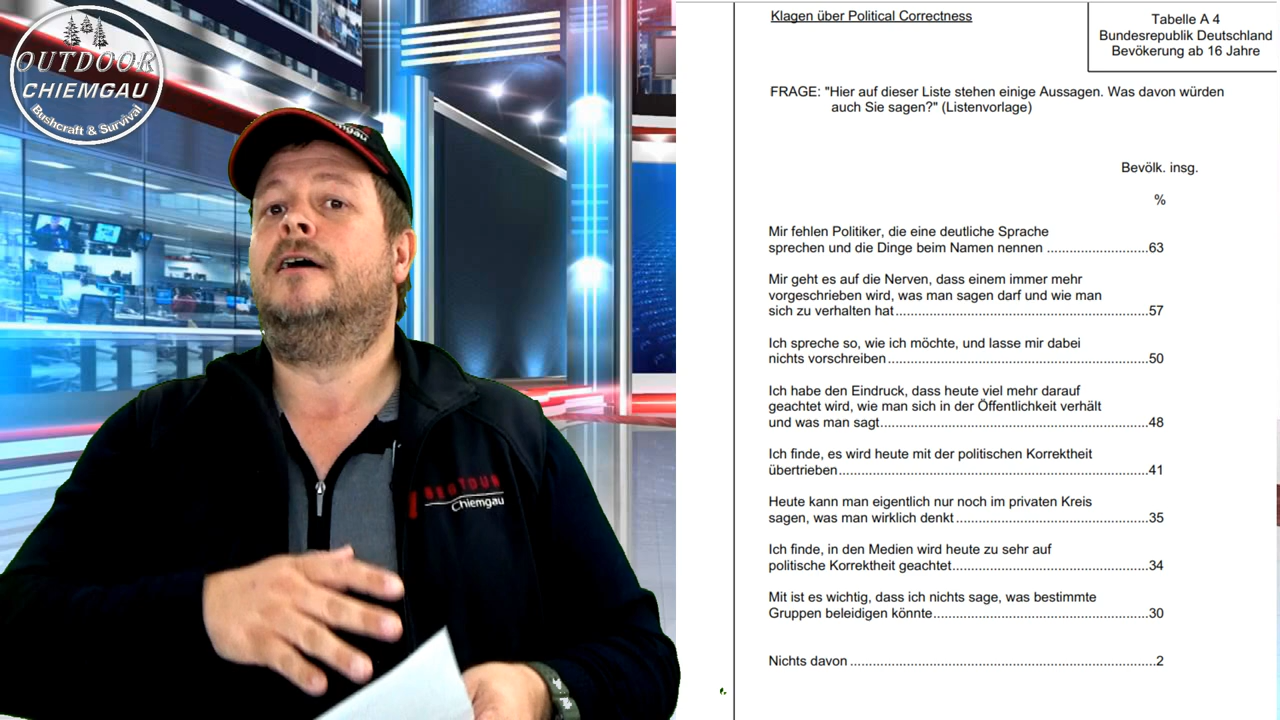 OUTDOOR
CHIEMGAU
Bushcraft & Survival
Chiemgau
Klagen über Political Correctness
Tabelle A 4
Bundesrepublik Deutschland
Bevökerung ab 16 Jahre
FRAGE: "Hier auf dieser Liste stehen einige Aussagen. Was davon würden
auch Sie sagen?" (Listenvorlage)
Bevölk. insg.
%
Mir fehlen Politiker, die eine deutliche Sprache
sprechen und die Dinge beim Namen nennen ........................63
Mir geht es auf die Nerven, dass einem immer mehr
vorgeschrieben wird, was man sagen darf und wie man
sich zu verhalten hat............................................................57
Ich spreche so, wie ich möchte, und lasse mir dabei
nichts vorschreiben..............................................................50
Ich habe den Eindruck, dass heute viel mehr darauf
geachtet wird, wie man sich in der Öffentlichkeit verhält
und was man sagt................................................................48
Ich finde, es wird heute mit der politischen Korrektheit
übertrieben..........................................................................41
Heute kann man eigentlich nur noch im privaten Kreis
sagen, was man wirklich denkt .............................................35
Ich finde, in den Medien wird heute zu sehr auf
politische Korrektheit geachtet...............................................34
Mit ist es wichtig, dass ich nichts sage, was bestimmte
Gruppen beleidigen könnte...................................................30
Nichts davon .........................................................................2